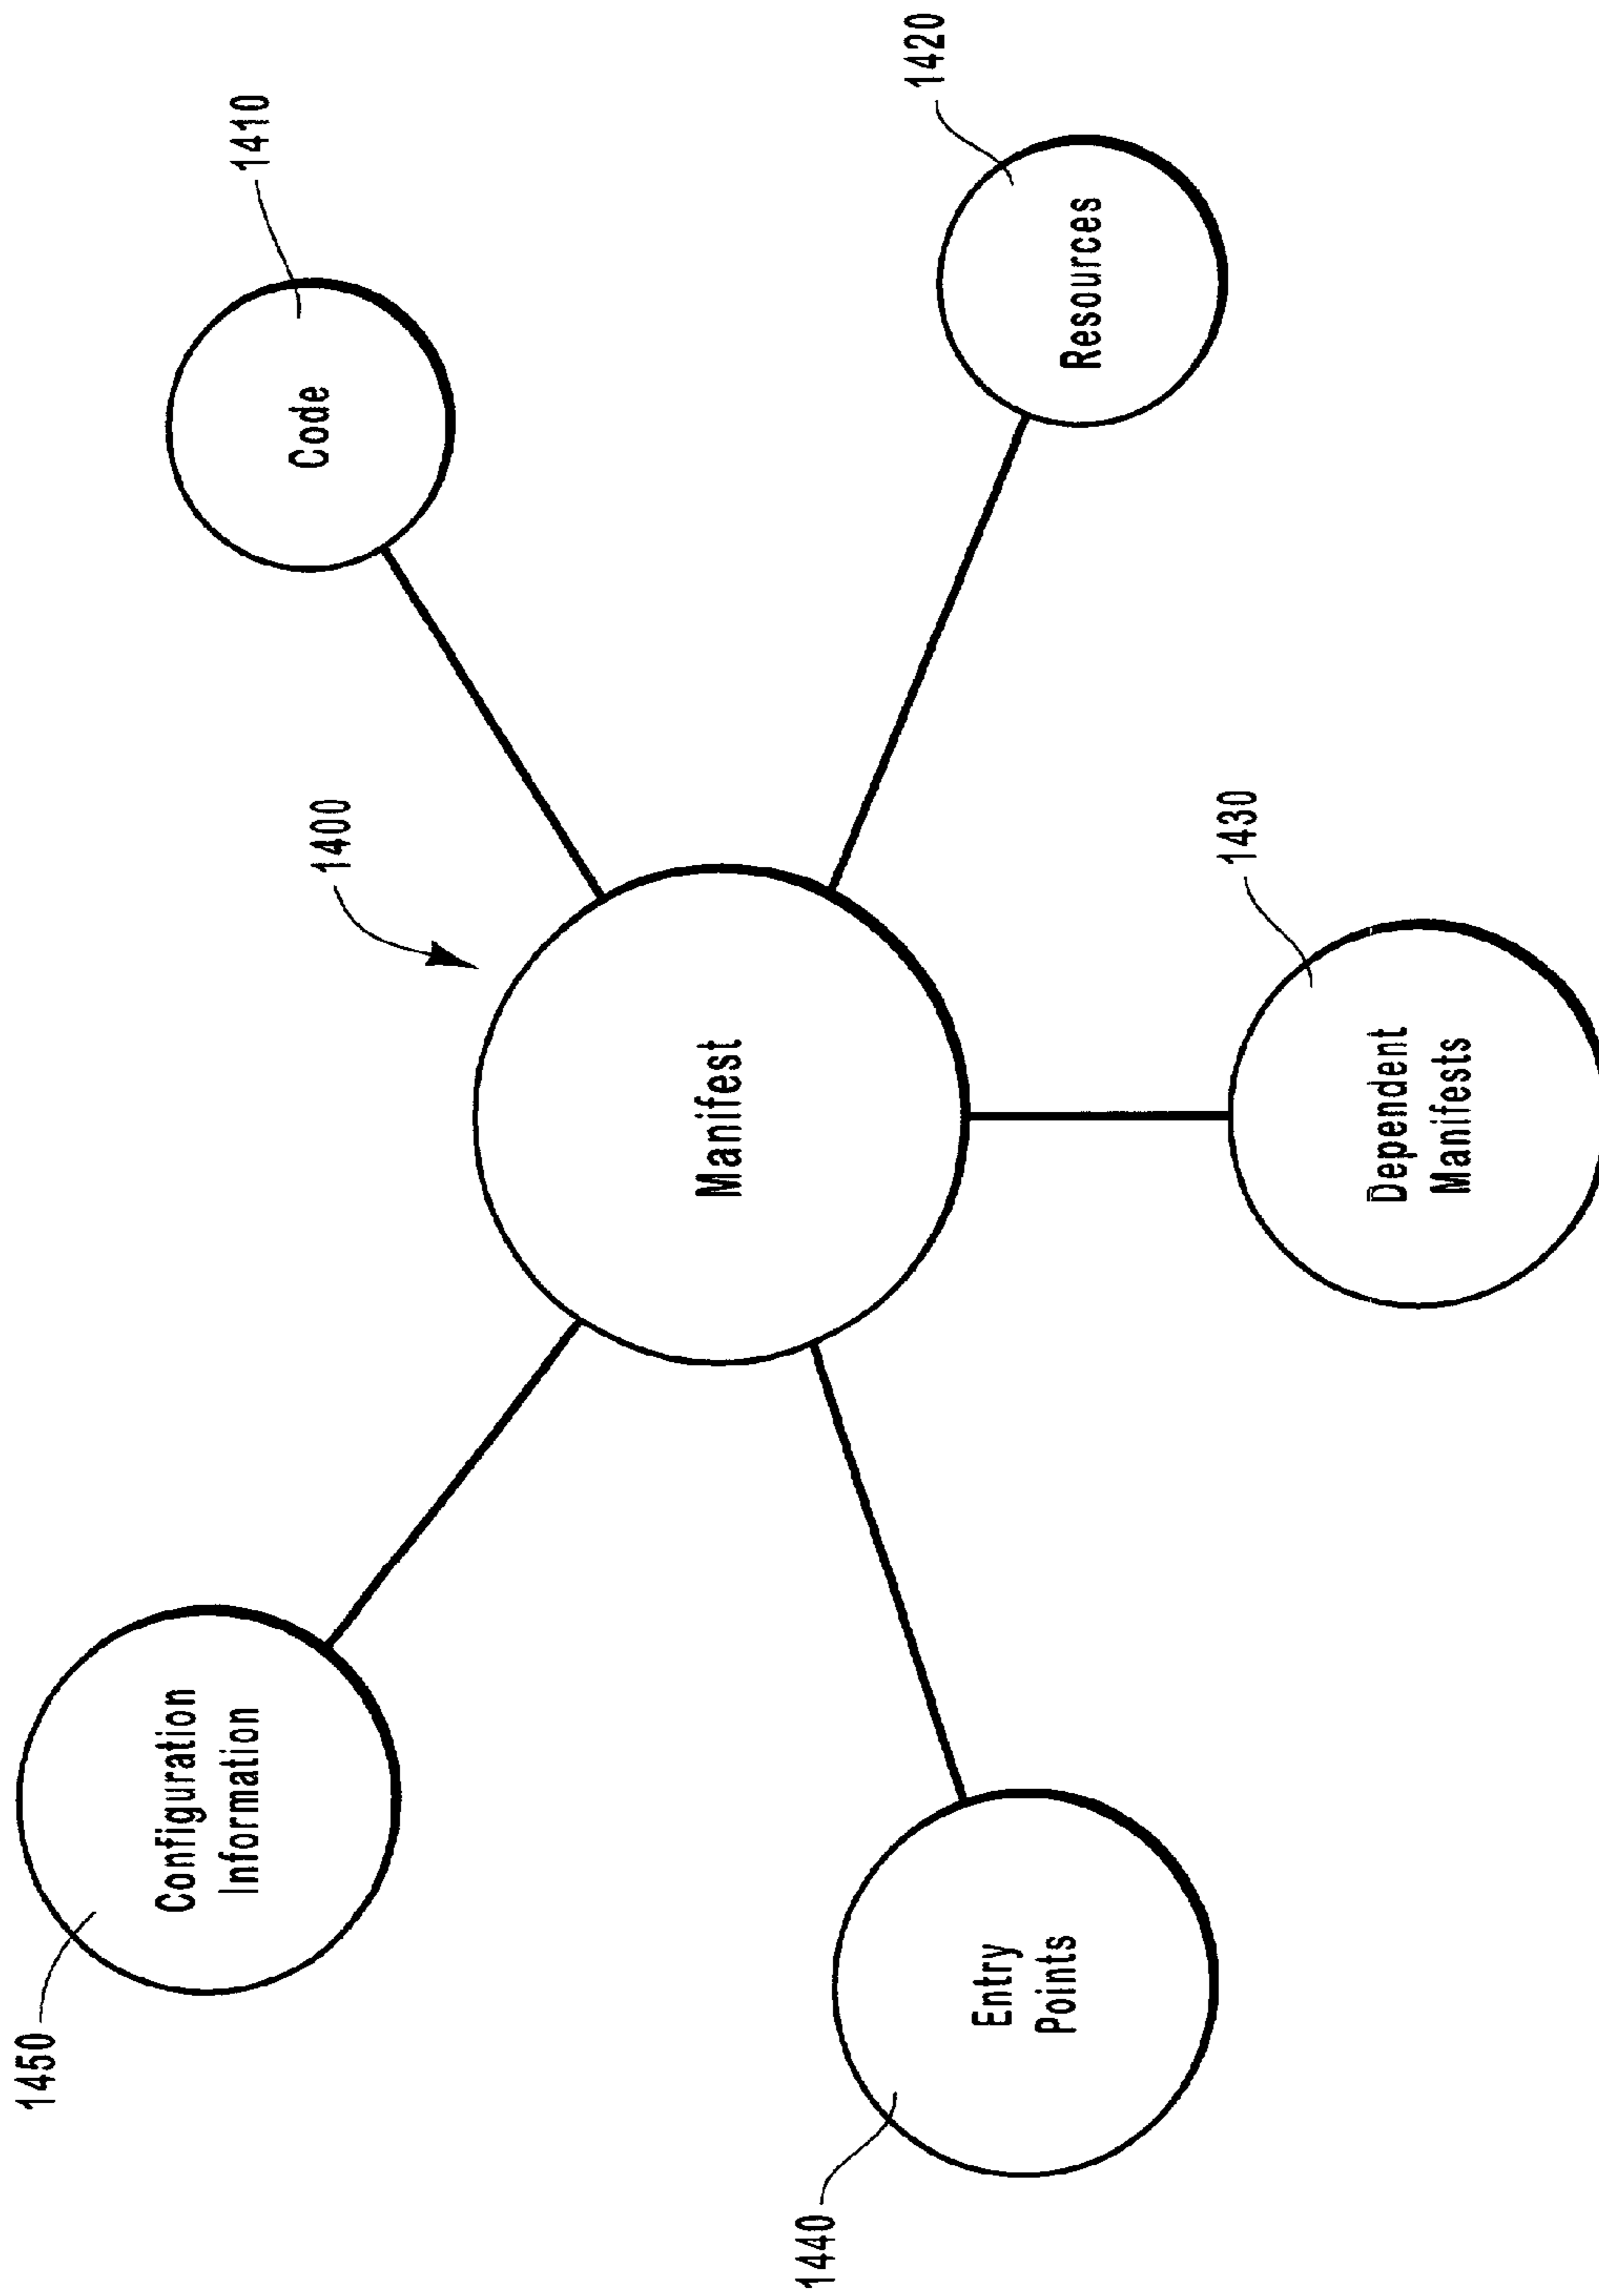 1450
Configuration
Information
1400
1410
Code
Manifest
1440
Entry
Points
1420
Resources
1430
Dependent
Manifests